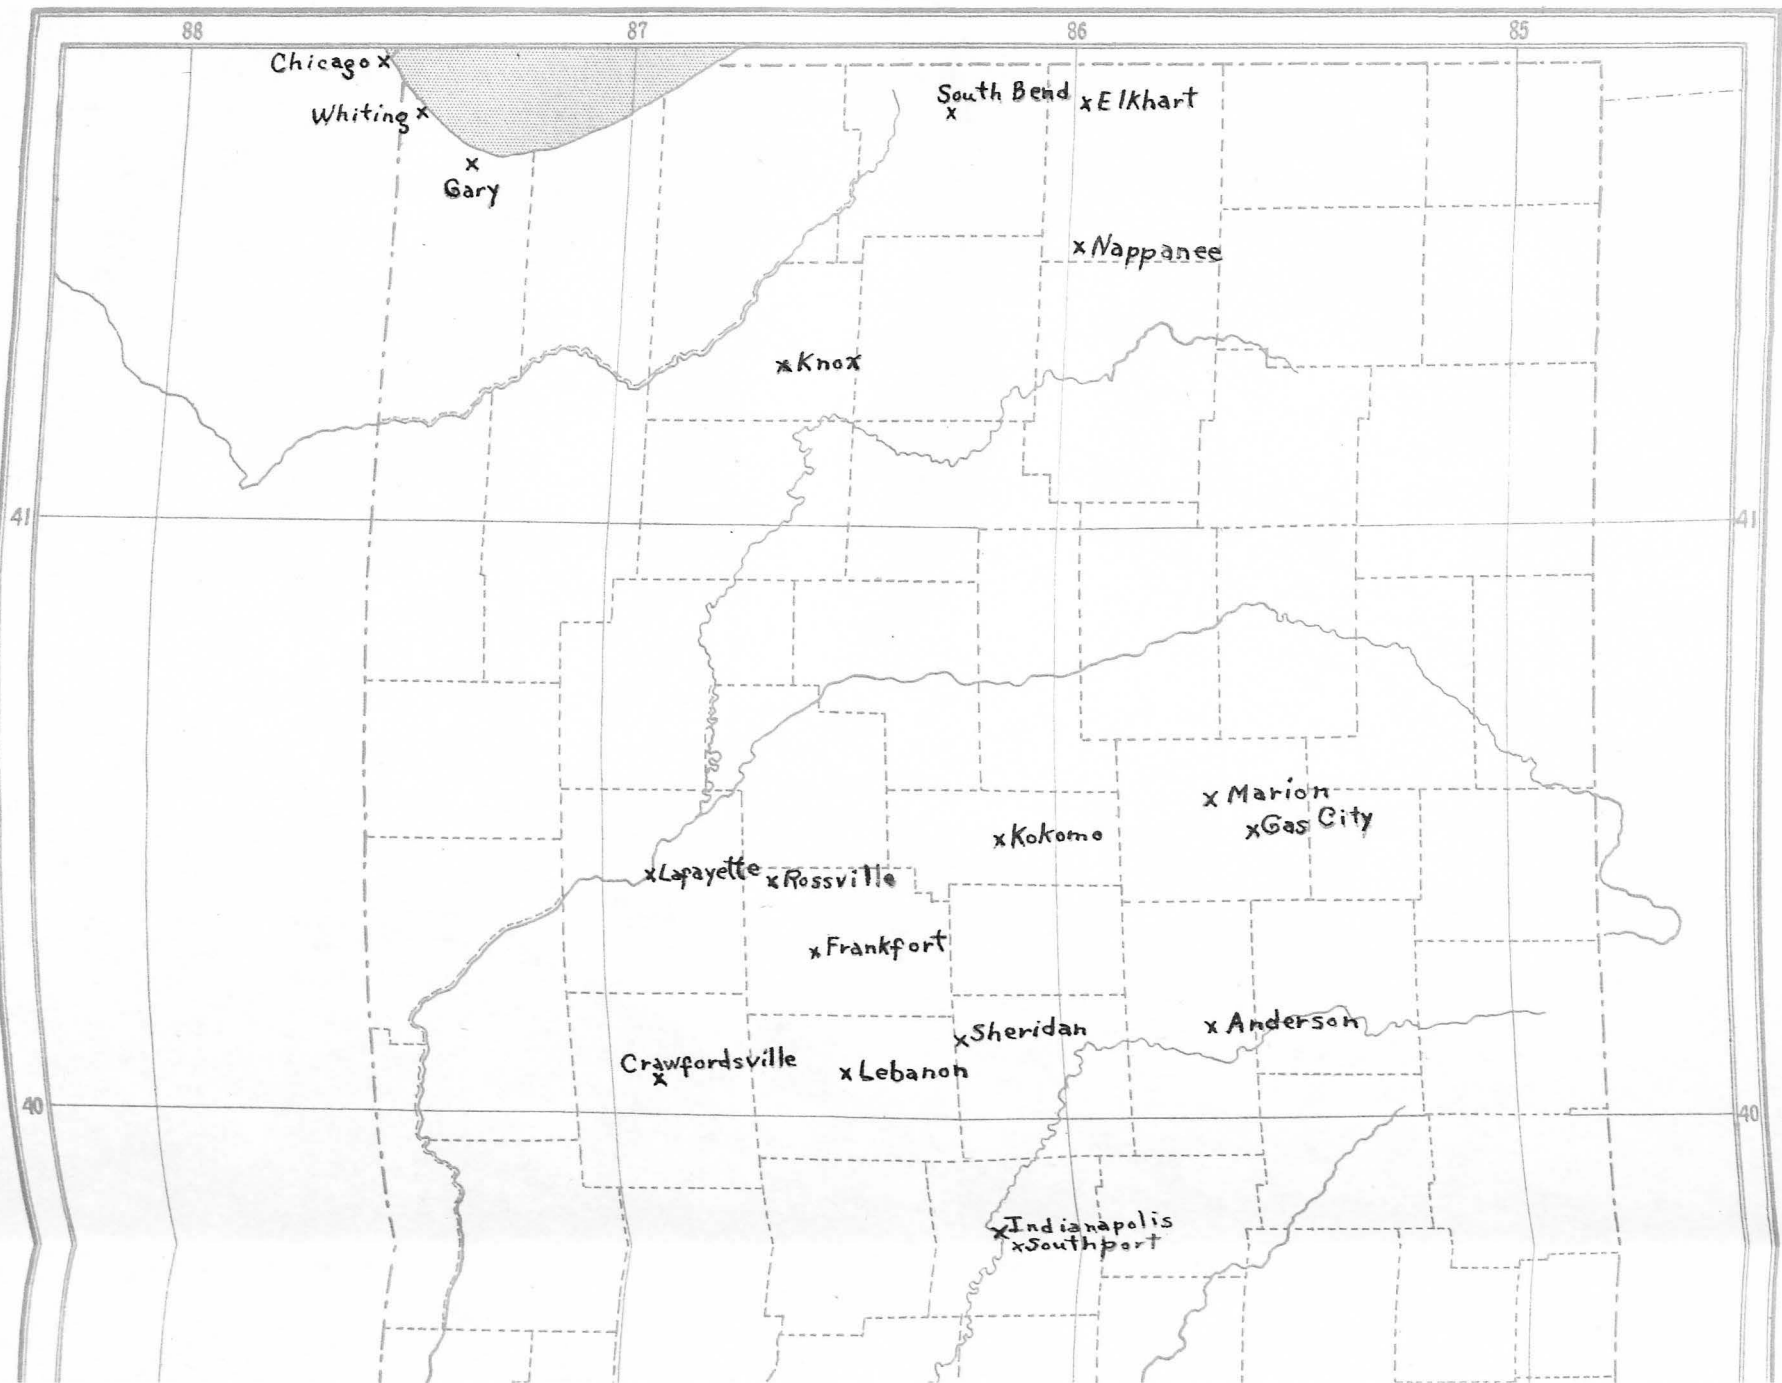 88 87 86 85
Chicago x
South Bend
x
x Elkhart
Whiting x
x
Gary
x Nappanee
x Knox
41 41
x Marion
x Gas City
x Kokomo
x Lafayette
x Rossville
x Frankfort
x Sheridan
x Anderson
Crawfordsville
x
x Lebanon
40 40
x Indianapolis
x Southport